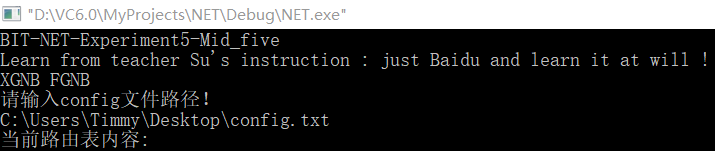 "D:\VC6.0\MyProjects\NET\Debug\NET.exe"
BIT-NET-Experiment5-Mid_five
Learn from teacher Su's instruction : just Baidu and learn it at will !
XGNB FGNB
请输入config文件路径！
C:\Users\Timmy\Desktop\config.txt
当前路由表内容: